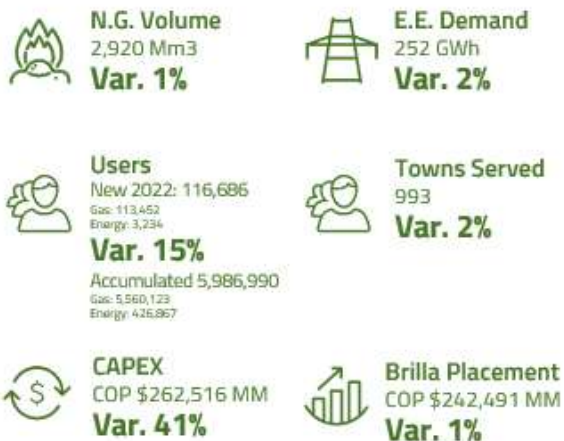 N.G. Volume
2,920 Mm3
Var. 1%
E.E. Demand
252 GWh
Var. 2%
Users
New 2022: 116,686
Gas: 113,452
Energy: 3,234
Var. 15%
Accumulated 5,986,990
Gas: 5,560,123
Energy: 426,867
Towns Served
993
Var. 2%
$
CAPEX
COP $262,516 MM
Var. 41%
Brilla Placement
COP $242,491 MM
Var. 1%